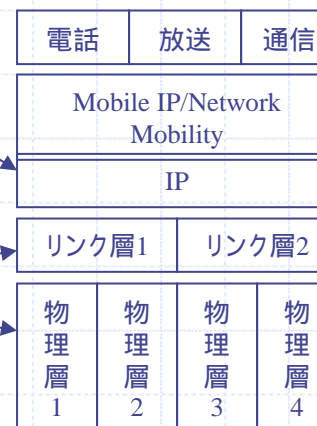 電話 放送 通信
Mobile IP/Network
Mobility
IP
リンク層1 リンク層2
物理層1 物理層2 物理層3 物理層4